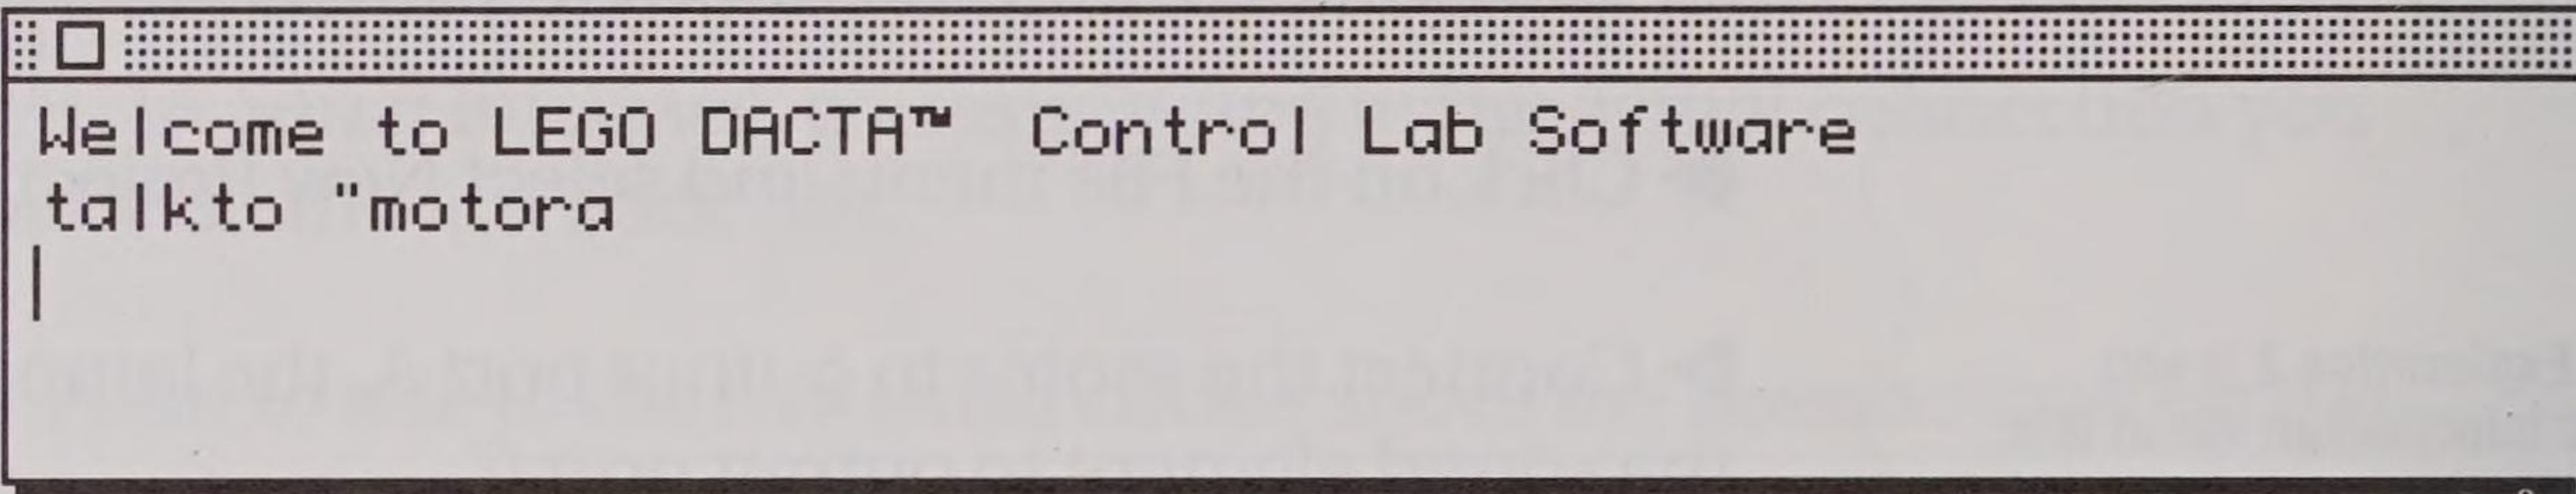 Welcome to LEGO DACTA™ Control Lab Software
talkto "motora